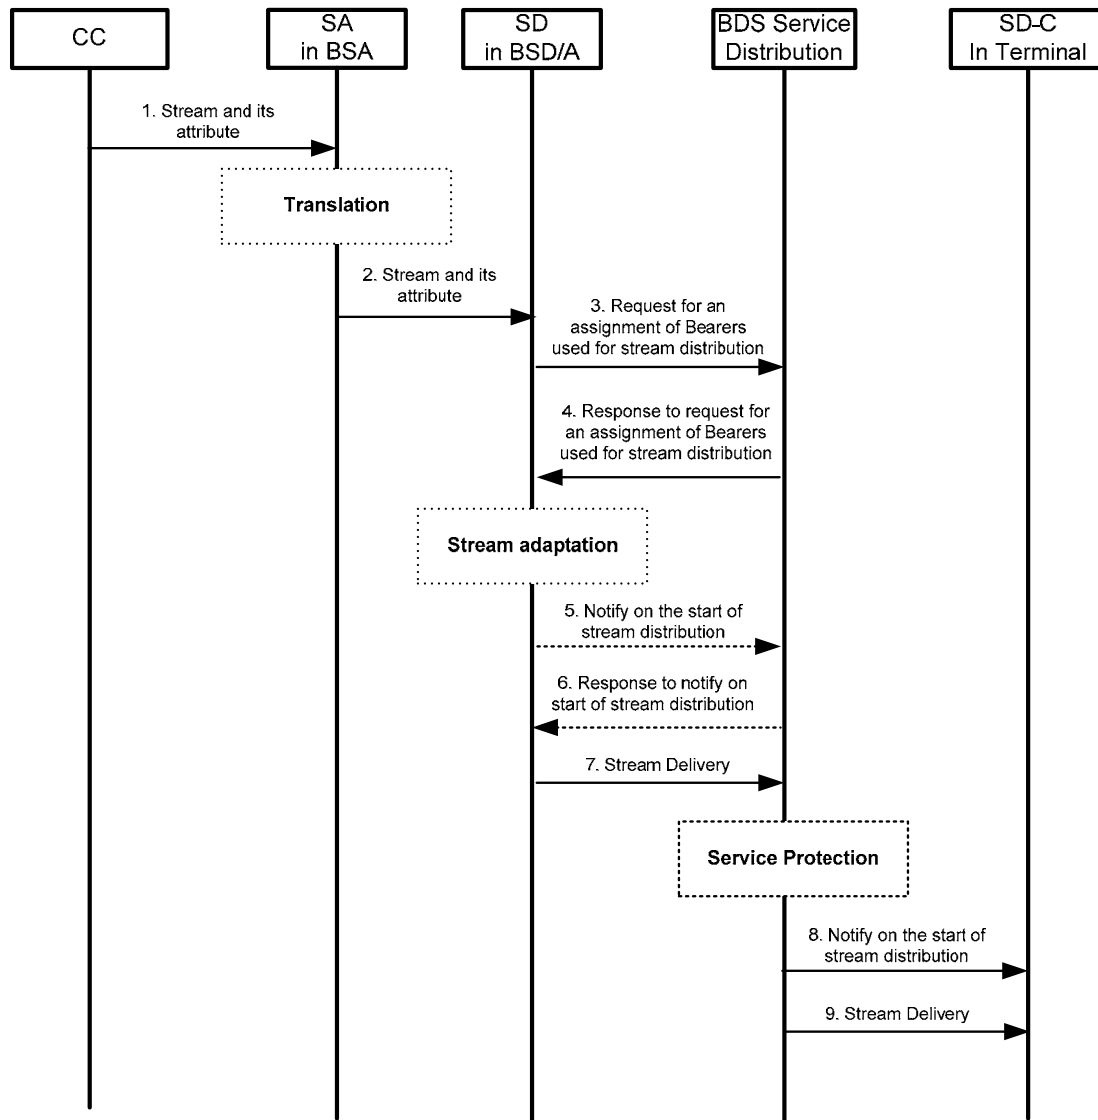 CC
SA
in BSA
SD
in BSD/A
BDS Service
Distribution
SD-C
In Terminal
1. Stream and its
attribute
Translation
2. Stream and its
attribute
3. Request for an
assignment of Bearers
used for stream distribution
4. Response to request for
an assignment of Bearers
used for stream distribution
Stream adaptation
5. Notify on the start of
stream distribution
6. Response to notify on
start of stream distribution
7. Stream Delivery
Service Protection
8. Notify on the start of
stream distribution
9. Stream Delivery